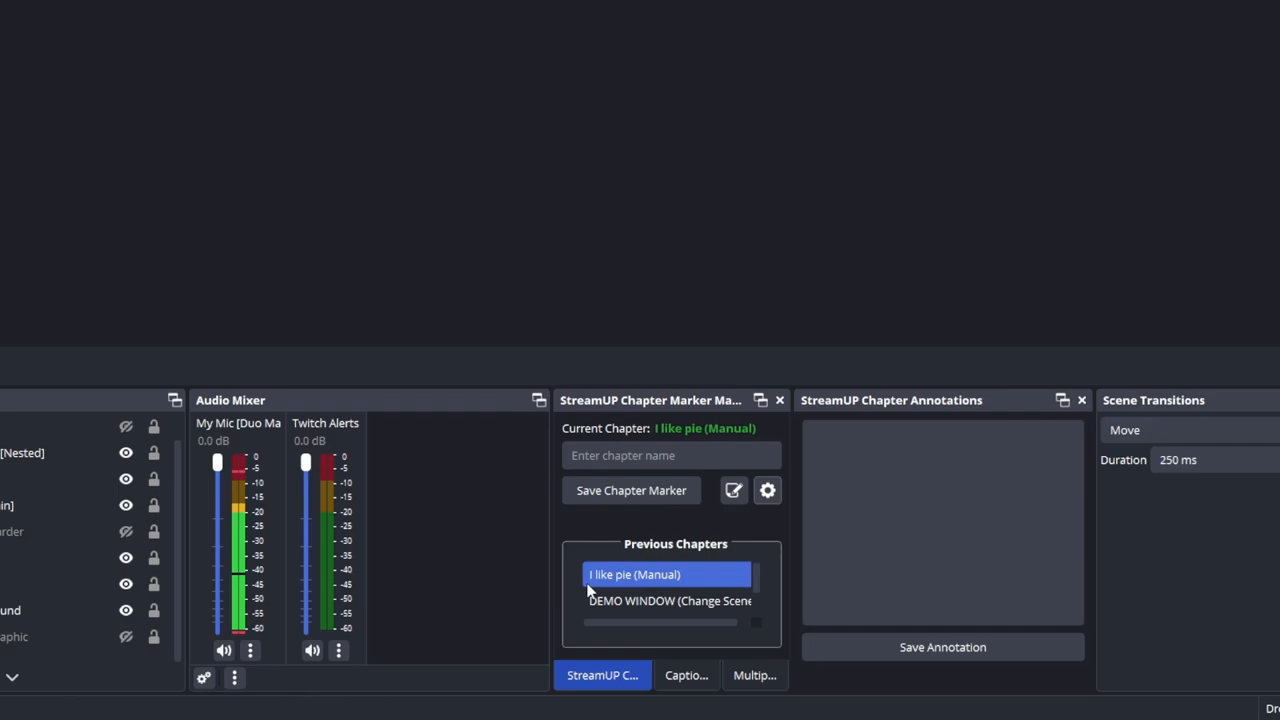 [Nested]
in]
arder
und
aphic
Audio Mixer
My Mic [Duo Ma
0.0 dB
0
-5
-10
-15
-20
-25
-30
-35
-40
-45
-50
-55
-60
Twitch Alerts
0.0 dB
0
-5
-10
-15
-20
-25
-30
-35
-40
-45
-50
-55
-60
StreamUP Chapter Marker Ma...
Current Chapter: I like pie (Manual)
Enter chapter name
Save Chapter Marker
Previous Chapters
I like pie (Manual)
DEMO WINDOW (Change Scene
StreamUP C...
Captio...
Multip...
StreamUP Chapter Annotations
Save Annotation
Scene Transitions
Move
Duration 250 ms
Dr